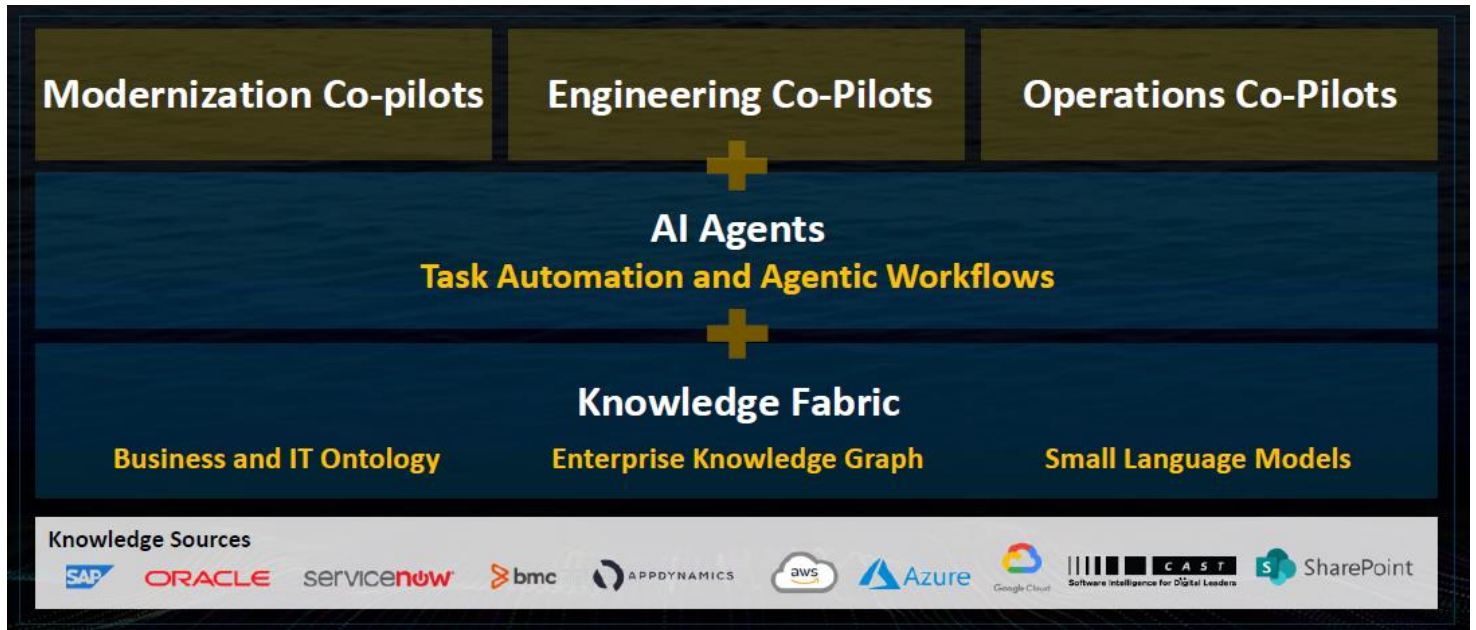 Modernization Co-pilots
Engineering Co-Pilots
Operations Co-Pilots
AI Agents
Task Automation and Agentic Workflows
Knowledge Fabric
Business and IT Ontology
Enterprise Knowledge Graph
Small Language Models
Knowledge Sources
SAP
ORACLE
servicenow
bmc
APPDYNAMICS
aws
Azure
Google Cloud
CAST
Software Intelligence for Digital Leaders
S
SharePoint